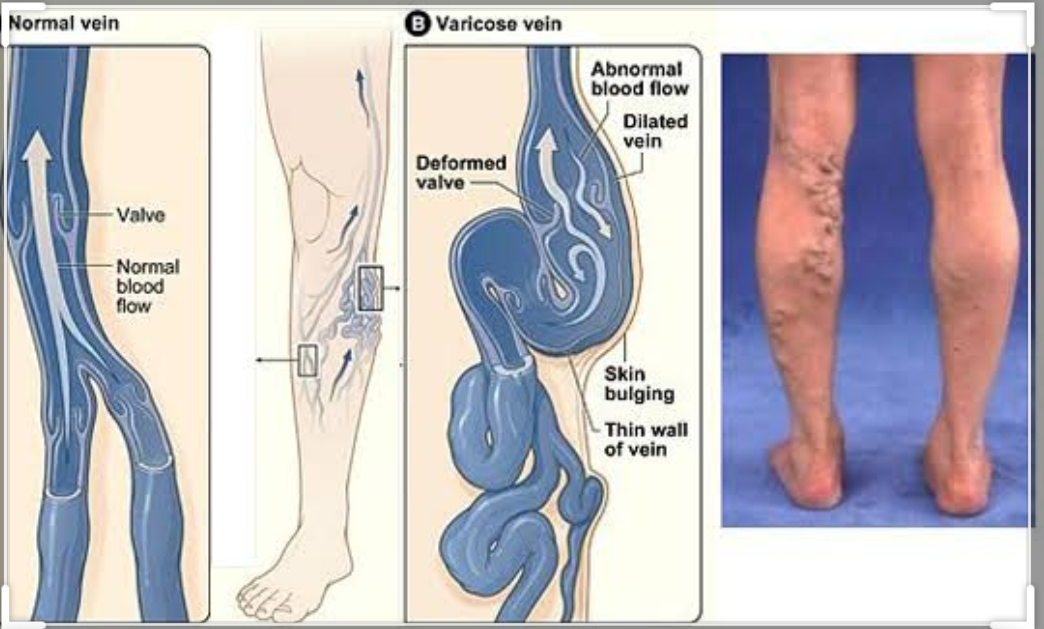 Normal vein
Valve
Normal
blood
flow
B Varicose vein
Abnormal
blood flow
Dilated
vein
Deformed
valve
Skin
bulging
Thin wall
of vein